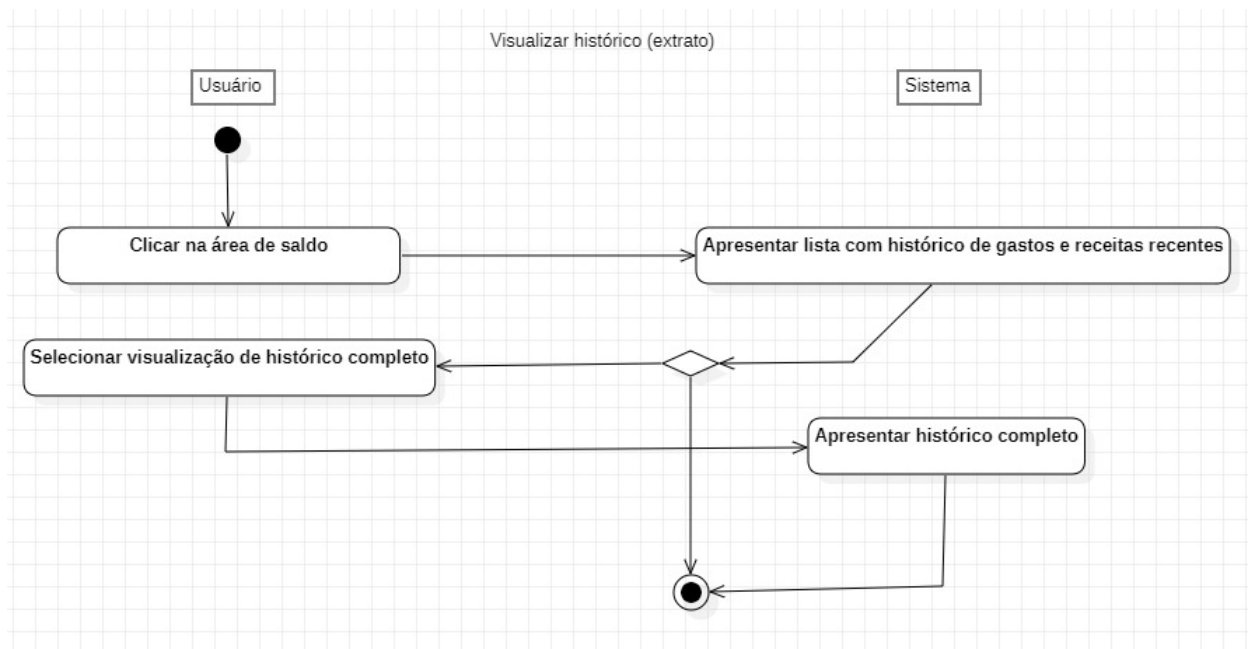 Visualizar histórico (extrato)
Usuário
Sistema
Clicar na área de saldo
Apresentar lista com histórico de gastos e receitas recentes
Selecionar visualização de histórico completo
Apresentar histórico completo